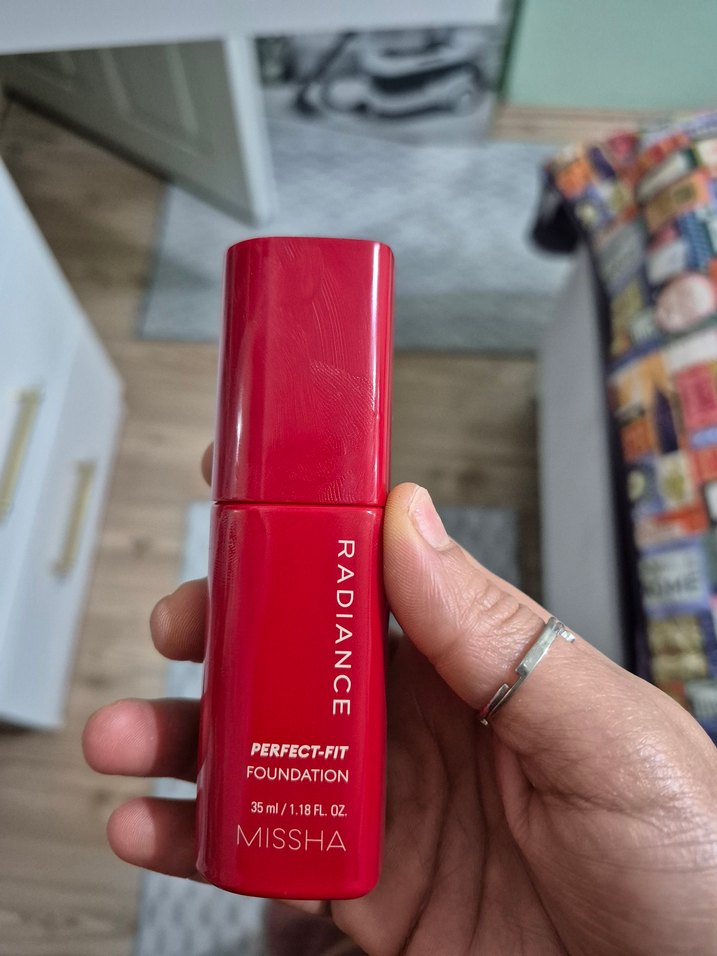 RADIANCE
PERFECT-FIT
FOUNDATION
35 ml / 1.18 FL. OZ.
MISSHA